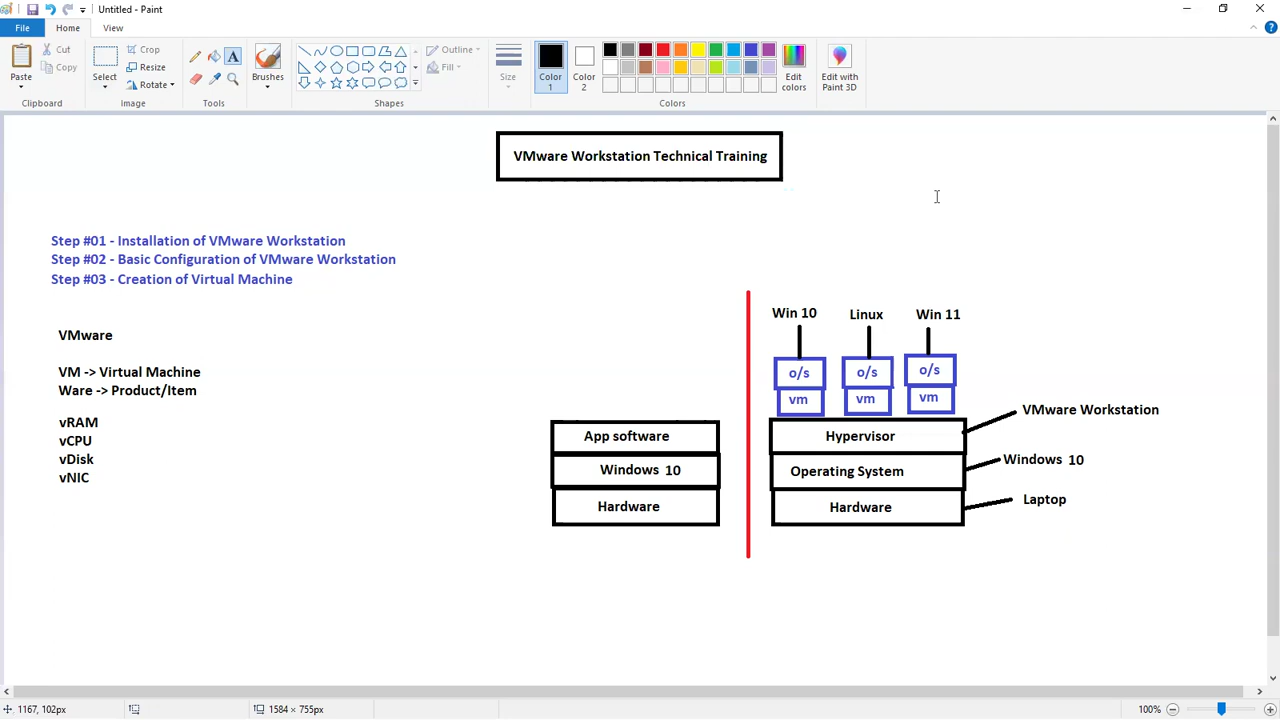 Untitled - Paint
File
Home
View
Paste
Cut
Copy
Clipboard
Select
Crop
Resize
Rotate
Image
A
Tools
Brushes
Outline
Fill
Shapes
Size
Color 1
Color 2
Edit colors
Colors
Edit with Paint 3D
VMware Workstation Technical Training
Step #01 - Installation of VMware Workstation
Step #02 - Basic Configuration of VMware Workstation
Step #03 - Creation of Virtual Machine
VMware
VM -> Virtual Machine
Ware -> Product/Item
vRAM
vCPU
vDisk
vNIC
App software
Windows 10
Hardware
Win 10
Linux
Win 11
o/s
o/s
o/s
vm
vm
vm
Hypervisor
VMware Workstation
Operating System
Windows 10
Hardware
Laptop
1167, 102px
1584 × 755px
100%